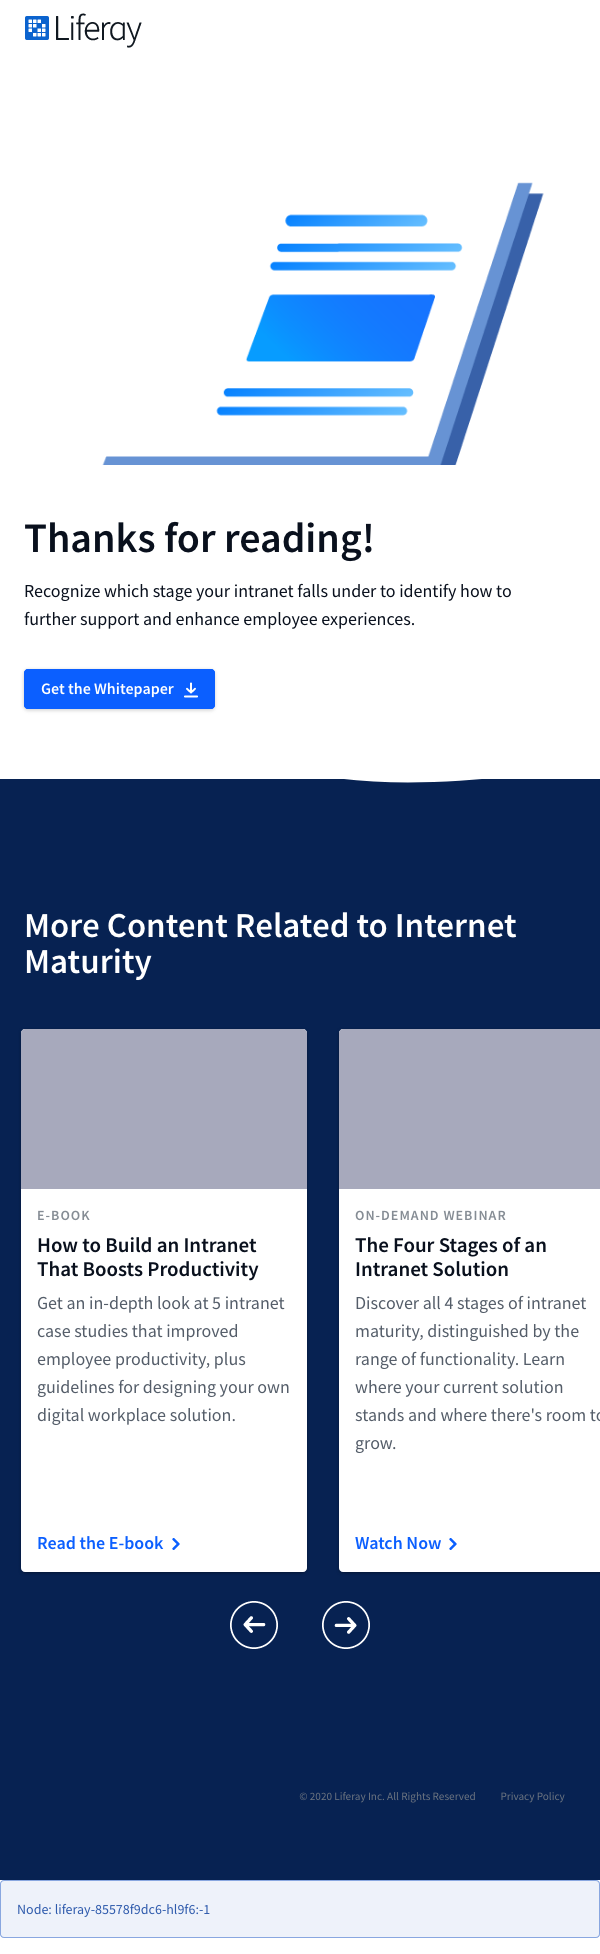 Liferay
Thanks for reading!
Recognize which stage your intranet falls under to identify how to
further support and enhance employee experiences.
Get the Whitepaper
More Content Related to Internet
Maturity
E-BOOK
How to Build an Intranet
That Boosts Productivity
Get an in-depth look at 5 intranet
case studies that improved
employee productivity, plus
guidelines for designing your own
digital workplace solution.
Read the E-book
ON-DEMAND WEBINAR
The Four Stages of an
Intranet Solution
Discover all 4 stages of intranet
maturity, distinguished by the
range of functionality. Learn
where your current solution
stands and where there's room to
grow.
Watch Now
© 2020 Liferay Inc. All Rights Reserved
Privacy Policy
Node: liferay-85578f9dc6-hl9f6:-1